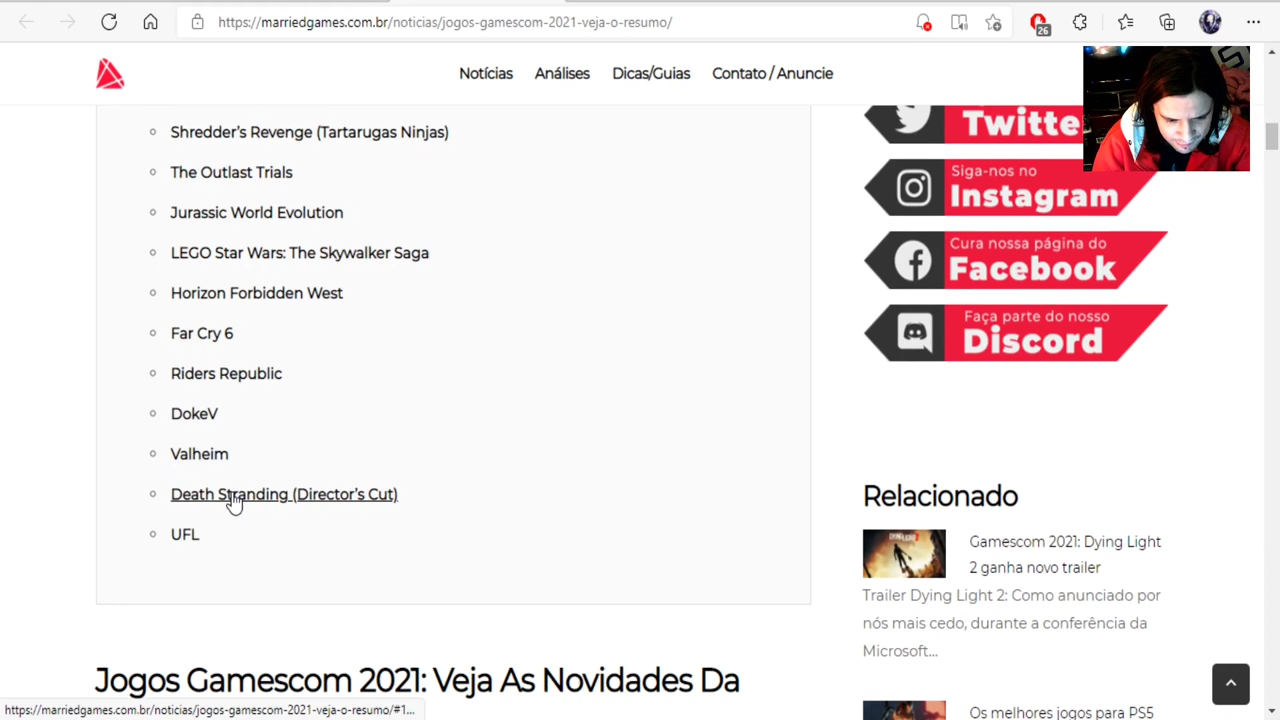 https://marriedgames.com.br/noticias/jogos-gamescom-2021-veja-o-resumo/
26
Notícias
Análises
Dicas/Guias
Contato / Anuncie
Shredder's Revenge (Tartarugas Ninjas)
The Outlast Trials
Jurassic World Evolution
LEGO Star Wars: The Skywalker Saga
Horizon Forbidden West
Far Cry 6
Riders Republic
DokeV
Valheim
Death Stranding (Director's Cut)
UFL
Jogos Gamescom 2021: Veja As Novidades Da
Twitte
Siga-nos no
Instagram
Cura nossa página do
Facebook
Faça parte do nosso
Discord
Relacionado
Gamescom 2021: Dying Light
2 ganha novo trailer
Trailer Dying Light 2: Como anunciado por
nós mais cedo, durante a conferência da
Microsoft...
Os melhores jogos para PS5
https://marriedgames.com.br/noticias/jogos-gamescom-2021-veja-o-resumo/#1...